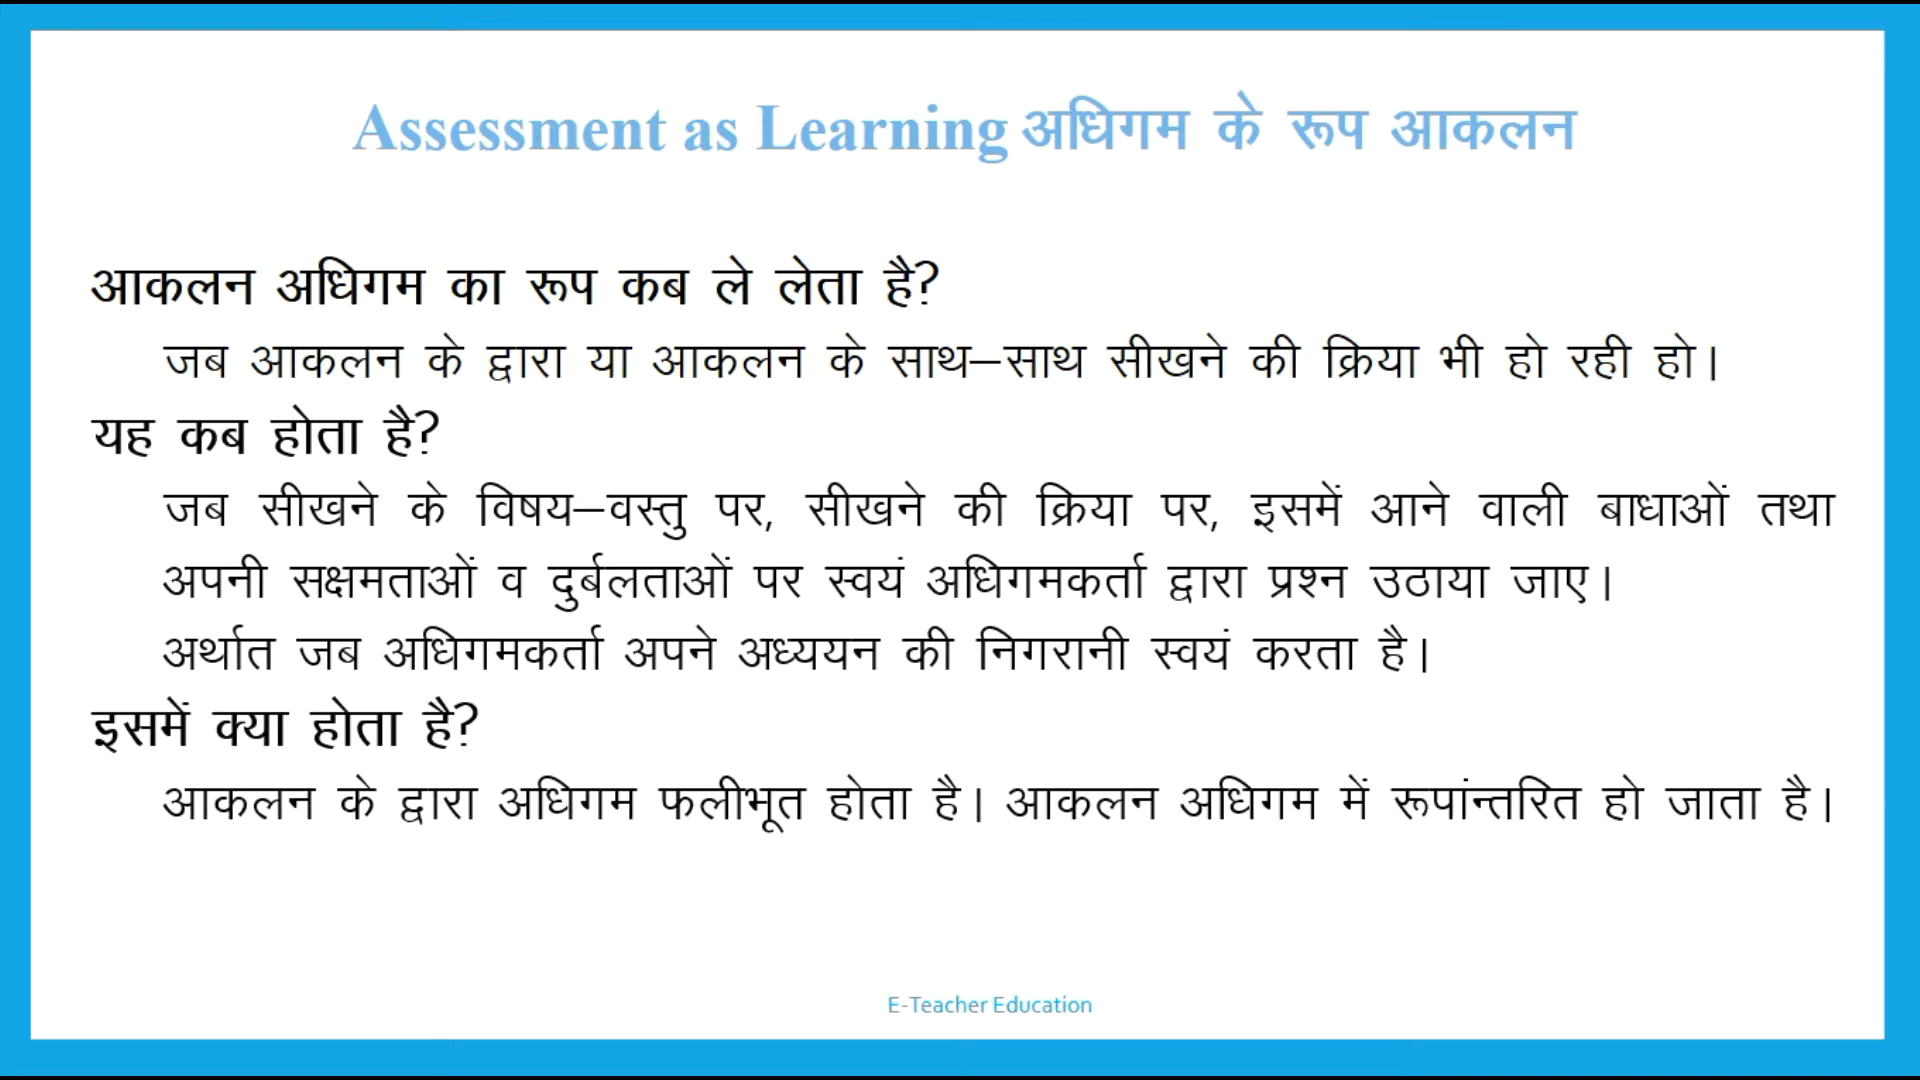 Assessment as Learning अधिगम के रूप आकलन
आकलन अधिगम का रूप कब ले लेता है?
जब आकलन के द्वारा या आकलन के साथ–साथ सीखने की क्रिया भी हो रही हो।
यह कब होता है?
जब सीखने के विषय–वस्तु पर, सीखने की क्रिया पर, इसमें आने वाली बाधाओं तथा
अपनी सक्षमताओं व दुर्बलताओं पर स्वयं अधिगमकर्ता द्वारा प्रश्न उठाया जाए।
अर्थात जब अधिगमकर्ता अपने अध्ययन की निगरानी स्वयं करता है।
इसमें क्या होता है?
आकलन के द्वारा अधिगम फलीभूत होता है। आकलन अधिगम में रूपांन्तरित हो जाता है।
E-Teacher Education